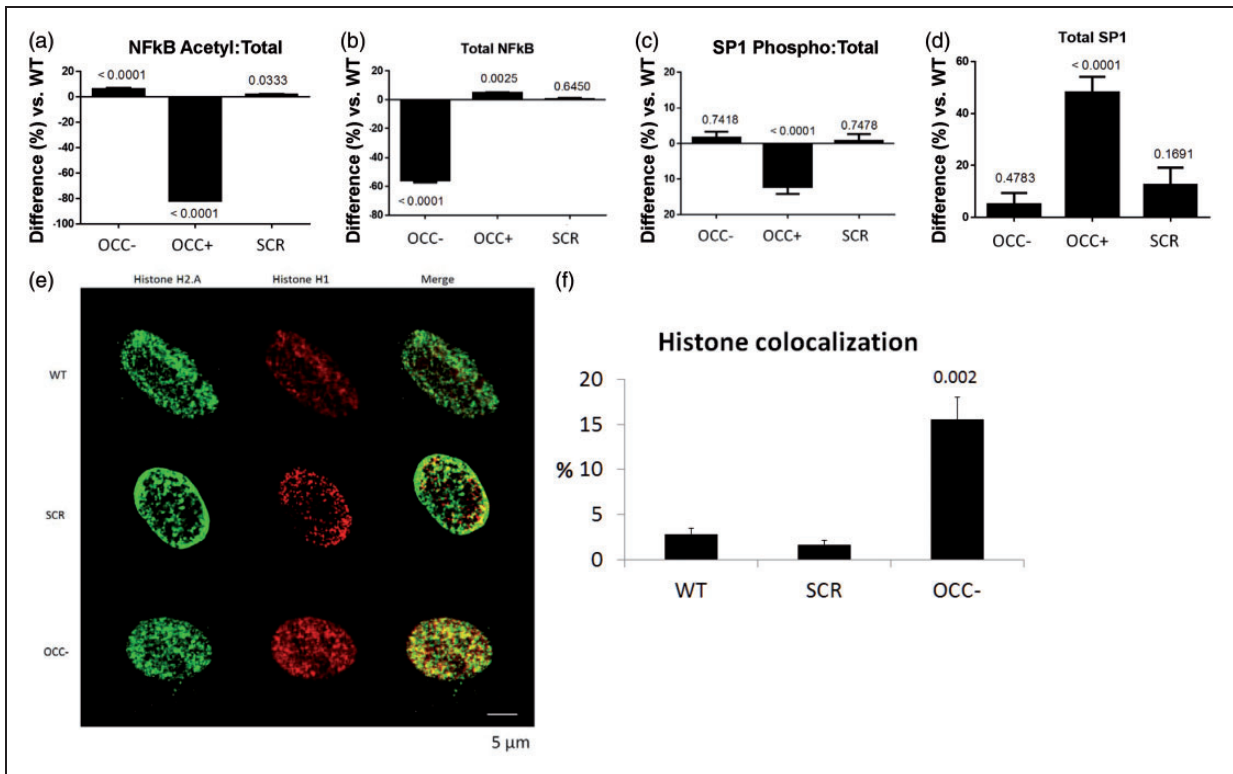 (a)
NFkB Acetyl:Total
Difference (%) vs. WT
20
0
-20
-40
-60
-80
-100
< 0.0001
0.0333
< 0.0001
OCC-
OCC+
SCR
(b)
Total NFkB
Difference (%) vs. WT
20
0
-20
-40
-60
-80
0.0025
0.6450
< 0.0001
OCC-
OCC+
SCR
(c)
SP1 Phospho:Total
Difference (%) vs. WT
20
10
0
10
20
0.7418
< 0.0001
0.7478
OCC-
OCC+
SCR
(d)
Total SP1
Difference (%) vs. WT
60
40
20
0
0.4783
< 0.0001
0.1691
OCC-
OCC+
SCR
(e)
Histone H2.A
Histone H1
Merge
WT
SCR
OCC-
5 μm
(f)
Histone colocalization
%
20
15
10
5
0
0.002
WT
SCR
OCC-